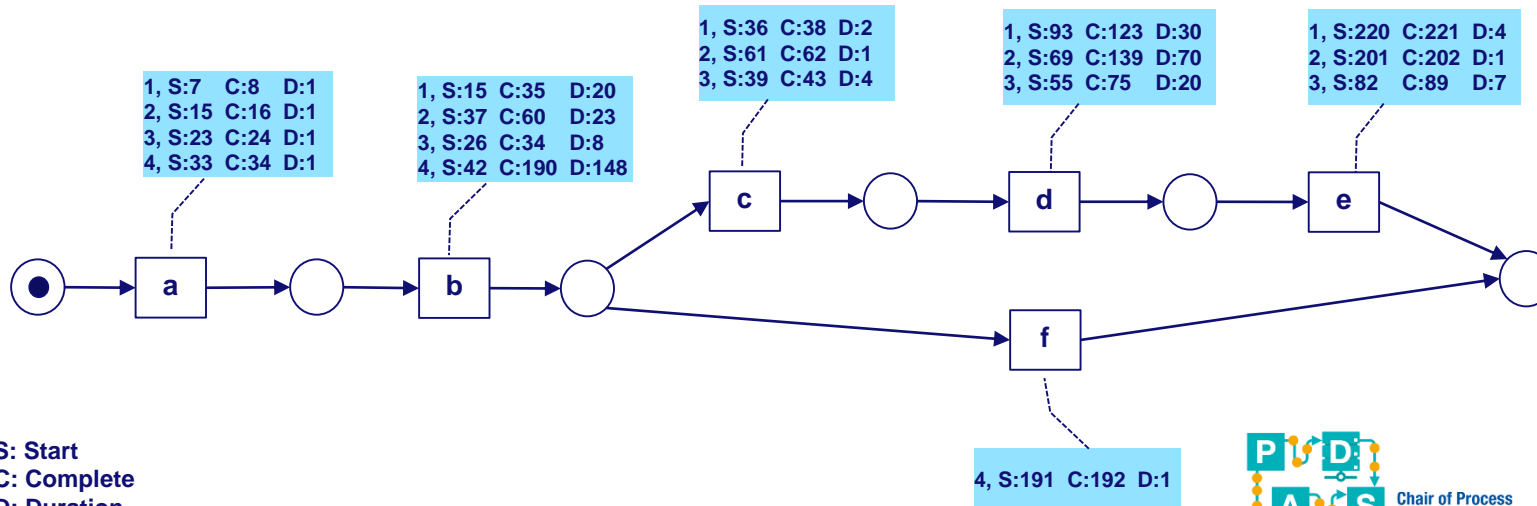 1, S:36 C:38 D:2
2, S:61 C:62 D:1
3, S:39 C:43 D:4
1, S:93 C:123 D:30
2, S:69 C:139 D:70
3, S:55 C:75 D:20
1, S:220 C:221 D:4
2, S:201 C:202 D:1
3, S:82 C:89 D:7
1, S:7 C:8 D:1
2, S:15 C:16 D:1
3, S:23 C:24 D:1
4, S:33 C:34 D:1
1, S:15 C:35 D:20
2, S:37 C:60 D:23
3, S:26 C:34 D:8
4, S:42 C:190 D:148
c
d
e
a
b
f
S: Start
C: Complete
D: Duration
4, S:191 C:192 D:1
P D
A S
Chair of Process